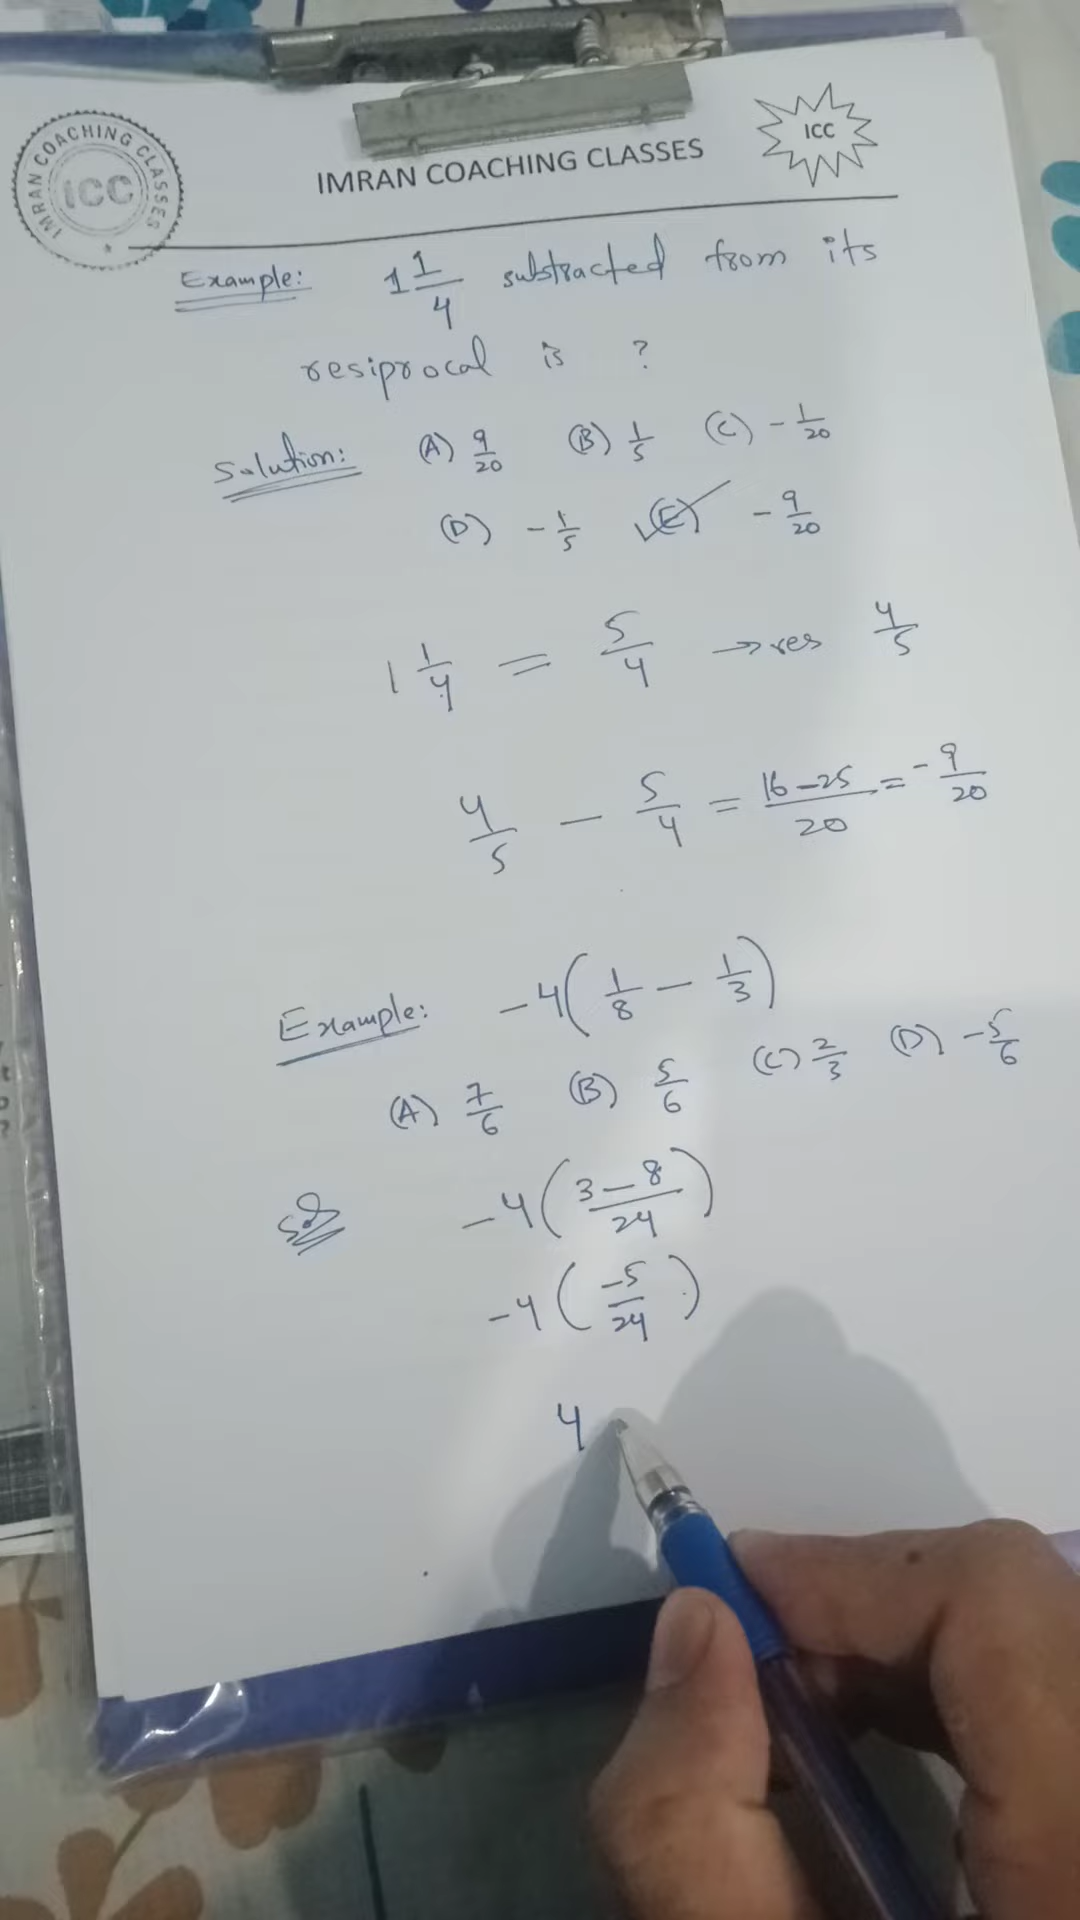 IMRAN COACHING CLASSES
ICC
IMRAN COACHING CLASSES
ICC
Example: 1 1/4 substracted from its
resiprocal is ?
Solution: (A) 9/20 (B) 1/5 (C) - 1/20
(D) - 1/5 (E) - 9/20
1 1/4 = 5/4 → res 4/5
4/5 - 5/4 = 16-25/20 = - 9/20
Example: -4(1/8 - 1/3)
(A) 7/6 (B) 5/6 (C) 2/3 (D) - 5/6
Sol
-4(3-8/24)
-4(-5/24)
4